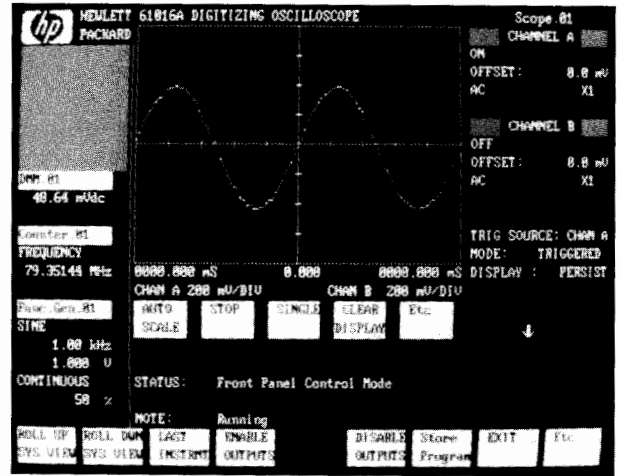 hp HEWLETT PACKARD
61016A DIGITIZING OSCILLOSCOPE
Scope.01
CHANNEL A
ON
OFFSET: 0.0 mV
AC X1
CHANNEL B
OFF
OFFSET: 0.0 mV
AC X1
TRIG SOURCE: CHAN A
MODE: TRIGGERED
DISPLAY : PERSIST
DMM.01
48.64 mVdc
Counter.01
FREQUENCY
79.35144 MHz
Func.Gen.01
SINE
1.00 kHz
1.000 V
CONTINUOUS
50 %
0000.000 mS 0.000 0000.000 mS
CHAN A 200 mV/DIV CHAN B 200 mV/DIV
AUTO SCALE
STOP
SINGLE
CLEAR DISPLAY
Etc
STATUS: Front Panel Control Mode
NOTE: Running
ROLL UP SYS VIEW
ROLL DWN SYS VIEW
LAST INSTRMT
ENABLE OUTPUTS
DISABLE OUTPUTS
Store Program
EXIT
Etc